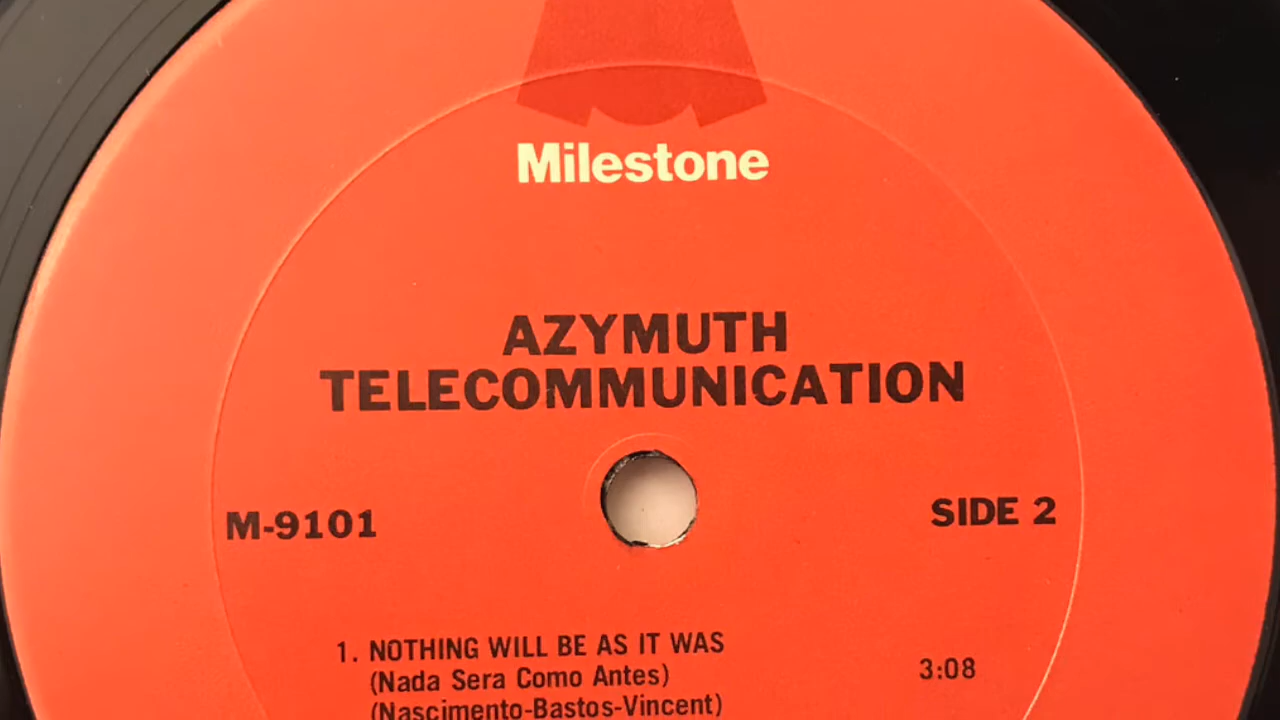 Milestone
AZYMUTH
TELECOMMUNICATION
M-9101
SIDE 2
1. NOTHING WILL BE AS IT WAS
(Nada Sera Como Antes)
3:08
(Nascimento-Bastos-Vincent)